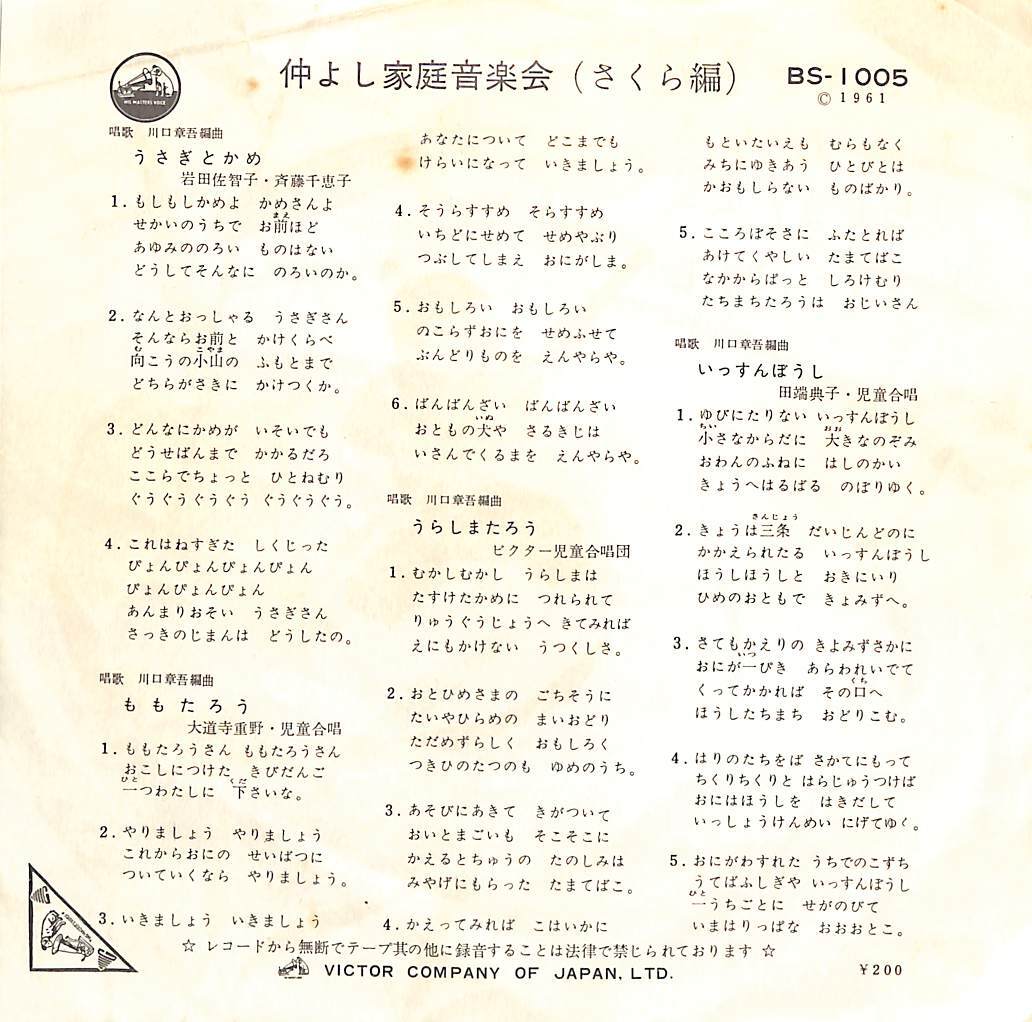 HIS MASTERS VOICE
仲よし家庭音楽会(さくら編)
BS-1005
© 1961
唱歌 川口章吾編曲
うさぎとかめ
岩田佐智子・斉藤千恵子
1. もしもしかめよ かめさんよ
せかいのうちで お前ほど
まえ
あゆみののろい ものはない
どうしてそんなに のろいのか。
2. なんとおっしゃる うさぎさん
そんならお前と かけくらべ
む こやま
向こうの小山の ふもとまで
どちらがさきに かけつくか。
3. どんなにかめが いそいでも
どうせばんまで かかるだろ
ここらでちょっと ひとねむり
ぐうぐうぐうぐう ぐうぐうぐう。
4. これはねすぎた しくじった
ぴょんぴょんぴょんぴょん
ぴょんぴょんぴょん
あんまりおそい うさぎさん
さっきのじまんは どうしたの。
唱歌 川口章吾編曲
ももたろう
大道寺重野・児童合唱
1. ももたろうさん ももたろうさん
おこしにつけた きびだんご
ひと くだ
一つわたしに 下さいな。
2. やりましょう やりましょう
これからおにの せいばつに
ついていくなら やりましょう。
3. いきましょう いきましょう
あなたについて どこまでも
けらいになって いきましょう。
4. そうらすすめ そらすすめ
いちどにせめて せめやぶり
つぶしてしまえ おにがしま。
5. おもしろい おもしろい
のこらずおにを せめふせて
ぶんどりものを えんやらや。
6. ばんばんざい ばんばんざい
いぬ
おともの犬や さるきじは
いさんでくるまを えんやらや。
唱歌 川口章吾編曲
うらしまたろう
ビクター児童合唱団
1. むかしむかし うらしまは
たすけたかめに つれられて
りゅうぐうじょうへ きてみれば
えにもかけない うつくしさ。
2. おとひめさまの ごちそうに
たいやひらめの まいおどり
ただめずらしく おもしろく
つきひのたつのも ゆめのうち。
3. あそびにあきて きがついて
おいとまごいも そこそこに
かえるとちゅうの たのしみは
みやげにもらった たまてばこ。
4. かえってみれば こはいかに
もといたいえも むらもなく
みちにゆきあう ひとびとは
かおもしらない ものばかり。
5. こころぼそさに ふたとれば
あけてくやしい たまてばこ
なかからぱっと しろけむり
たちまちたろうは おじいさん
唱歌 川口章吾編曲
いっすんぼうし
田端典子・児童合唱
1. ゆびにたりない いっすんぼうし
ちい おお
小さなからだに 大きなのぞみ
おわんのふねに はしのかい
きょうへはるばる のぼりゆく。
さんじょう
2. きょうは三条 だいじんどのに
かかえられたる いっすんぼうし
ほうしほうしと おきにいり
ひめのおともで きよみずへ。
3. さてもかえりの きよみずさかに
いっ
おにが一ぴき あらわれいでて
くち
くってかかれば その口へ
ほうしたちまち おどりこむ。
4. はりのたちをば さかてにもって
ちくりちくりと はらじゅうつけば
おにはほうしを はきだして
いっしょうけんめい にげてゆく。
5. おにがわすれた うちでのこずち
うてばふしぎや いっすんぼうし
ひと
一うちごとに せがのびて
いまはりっぱな おおおとこ。
☆ レコードから無断でテープ其の他に録音することは法律で禁じられております ☆
VICTOR COMPANY OF JAPAN, LTD.
¥200